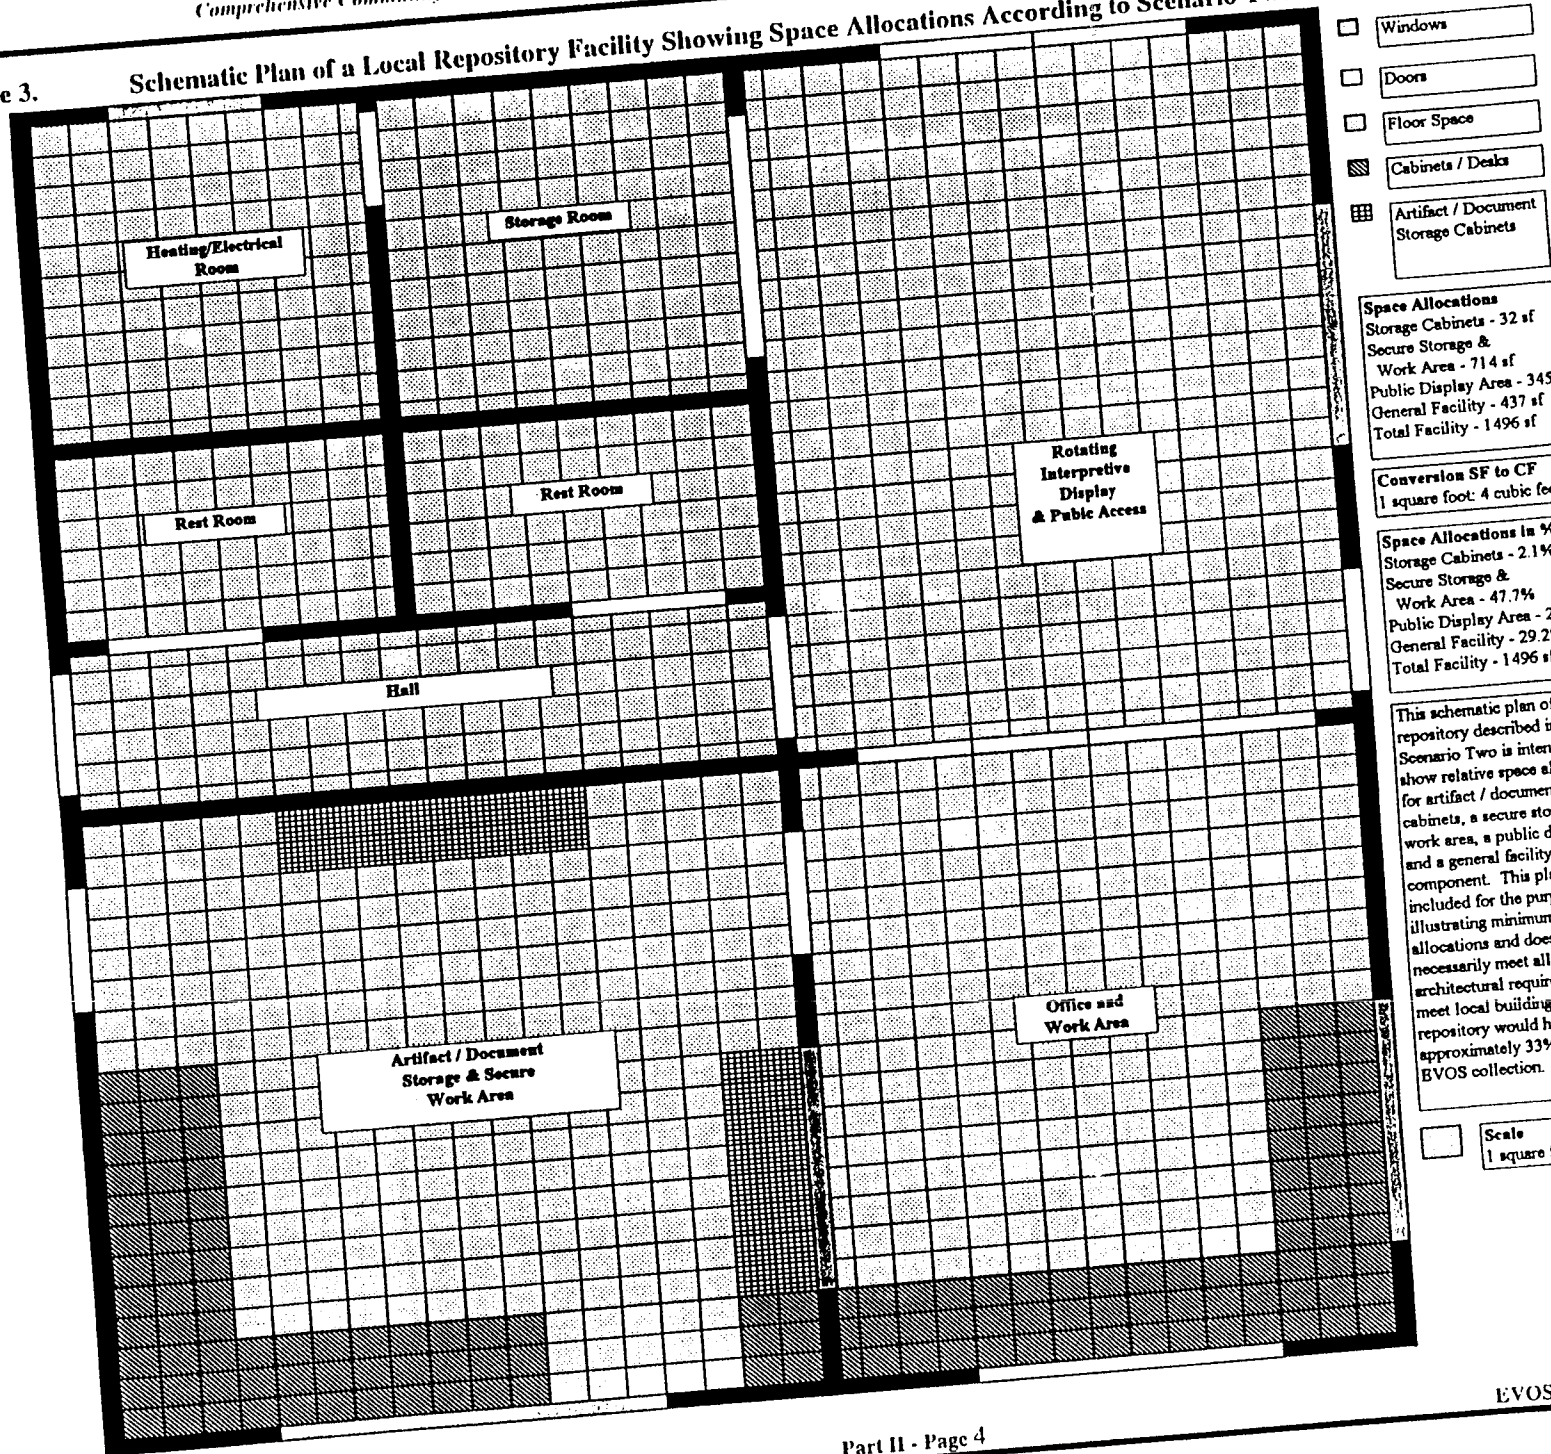 Comprehensive
e 3.
Schematic Plan of a Local Repository Facility Showing Space Allocations According to Scenario
Windows
Doors
Floor Space
Cabinets / Desks
Artifact / Document
Storage Cabinets
Heating/Electrical
Room
Storage Room
Rest Room
Rest Room
Rotating
Interpretive
Display
& Public Access
Hall
Artifact / Document
Storage & Secure
Work Area
Office and
Work Area
Space Allocations
Storage Cabinets - 32 sf
Secure Storage &
Work Area - 714 sf
Public Display Area - 345
General Facility - 437 sf
Total Facility - 1496 sf
Conversion SF to CF
1 square foot: 4 cubic fee
Space Allocations in %
Storage Cabinets - 2.1%
Secure Storage &
Work Area - 47.7%
Public Display Area - 2
General Facility - 29.2
Total Facility - 1496 s
This schematic plan of
repository described i
Scenario Two is inten
show relative space al
for artifact / documen
cabinets, a secure sto
work area, a public d
and a general facility
component. This pl
included for the pur
illustrating minimun
allocations and does
necessarily meet all
architectural require
meet local building
repository would h
approximately 33%
EVOS collection.
Scale
1 square
Part II - Page 4
EVOS